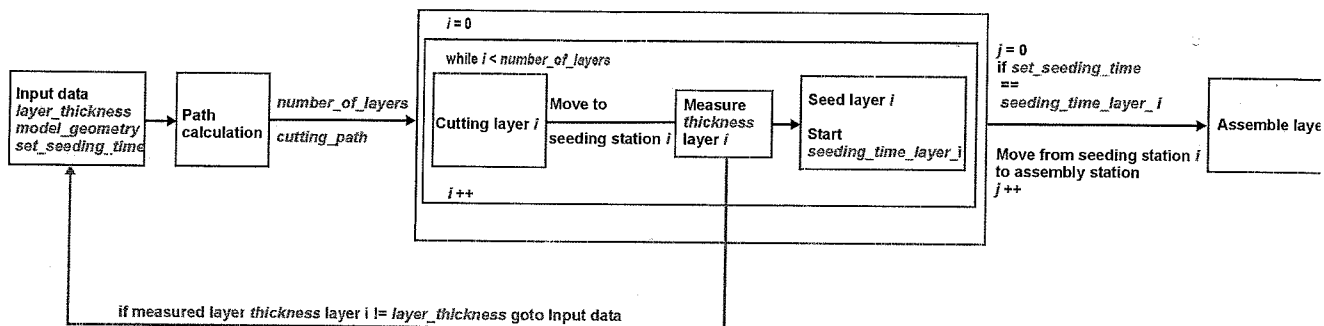 Input data
layer_thickness
model_geometry
set_seeding_time
Path
calculation
number_of_layers
cutting_path
i = 0
while i < number_of_layers
Cutting layer i
Move to
seeding station i
Measure
thickness
layer i
Seed layer i
Start
seeding_time_layer_i
i ++
j = 0
if set_seeding_time
==
seeding_time_layer_i
Move from seeding station i
to assembly station
j ++
Assemble laye
if measured layer thickness layer i != layer_thickness goto Input data